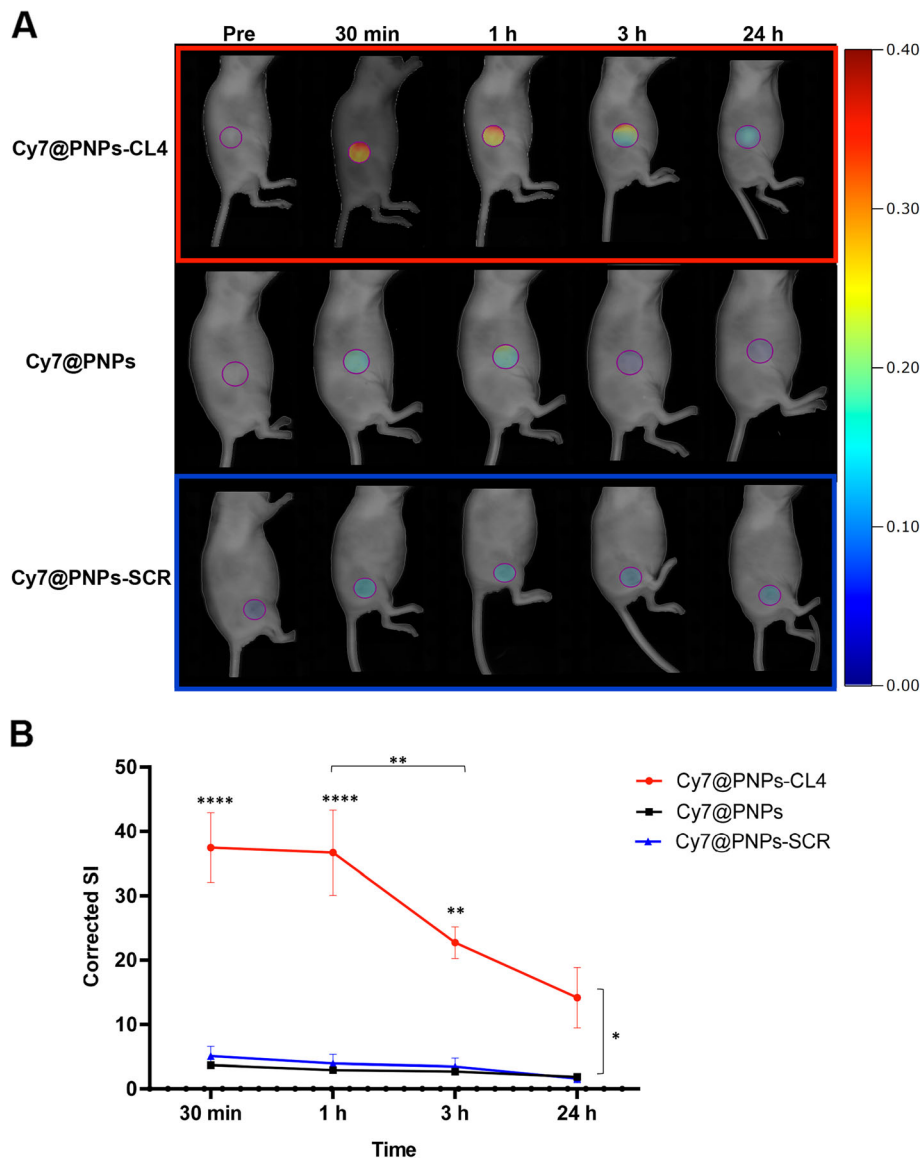 A
Pre 30 min 1 h 3 h 24 h
0.40
Cy7@PNPs-CL4
0.30
Cy7@PNPs
0.20
0.10
Cy7@PNPs-SCR
0.00
B
50
**
Cy7@PNPs-CL4
**** ****
Cy7@PNPs
40
Cy7@PNPs-SCR
Corrected SI
30
**
20
*
10
0
30 min 1 h 3 h 24 h
Time